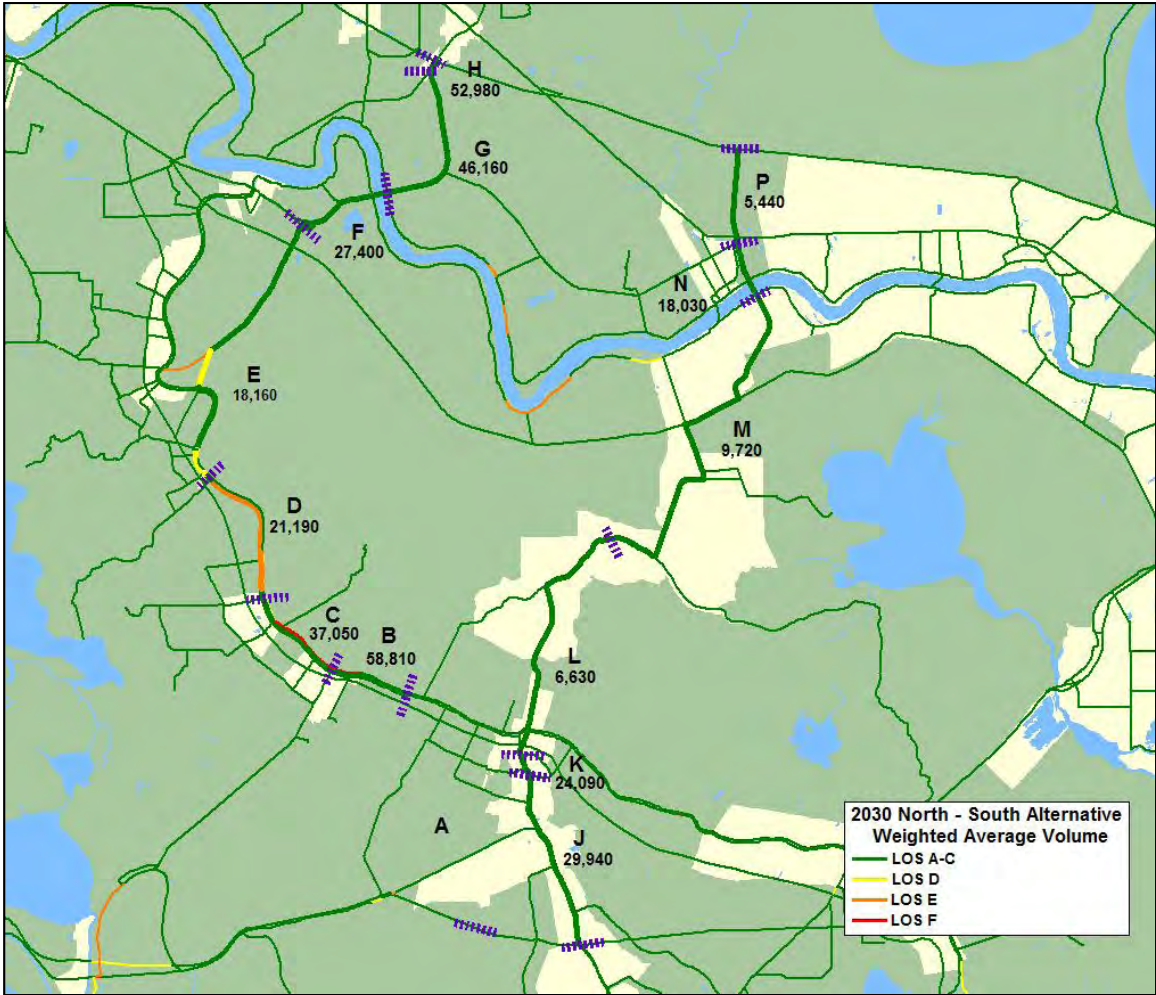 H
52,980
G
46,160
P
5,440
F
27,400
N
18,030
E
18,160
M
9,720
D
21,190
C
37,050
B
58,810
L
6,630
K
24,090
A
J
29,940
2030 North - South Alternative
Weighted Average Volume
LOS A-C
LOS D
LOS E
LOS F